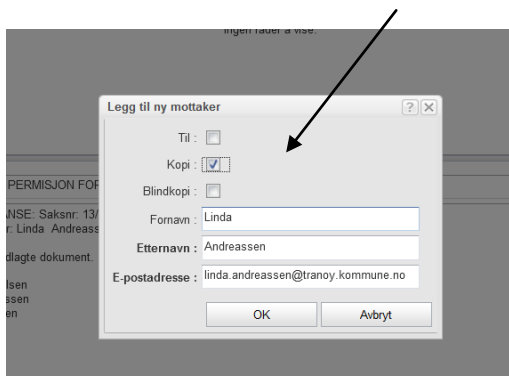 Ingen rader å vise.
Legg til ny mottaker
Til :
Kopi :
Blindkopi :
Fornavn : Linda
Etternavn : Andreassen
E-postadresse : linda.andreassen@tranoy.kommune.no
OK Avbryt
PERMISJON FOR
NSE: Saksnr: 13/
r: Linda Andreass
dlagte dokument.
lsen
ssen
en